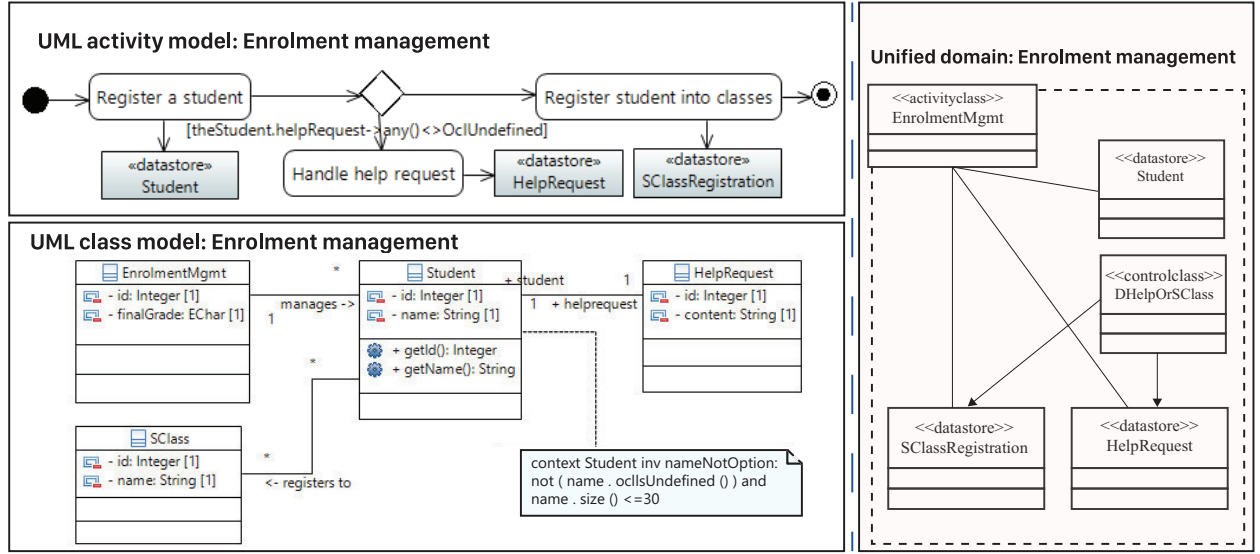 UML activity model: Enrolment management
Register a student
Register student into classes
[theStudent.helpRequest->any()<>OclUndefined]
«datastore»
Student
Handle help request
«datastore»
HelpRequest
«datastore»
SClassRegistration
UML class model: Enrolment management
EnrolmentMgmt
- id: Integer [1]
- finalGrade: EChar [1]
*
manages ->
1
Student
- id: Integer [1]
- name: String [1]
+ getId(): Integer
+ getName(): String
+ student
1
1
+ helprequest
HelpRequest
- id: Integer [1]
- content: String [1]
*
SClass
- id: Integer [1]
- name: String [1]
*
<- registers to
context Student inv nameNotOption:
not ( name . ocllsUndefined () ) and
name . size () <=30
Unified domain: Enrolment management
<<activityclass>>
EnrolmentMgmt
<<datastore>>
Student
<<controlclass>>
DHelpOrSClass
<<datastore>>
SClassRegistration
<<datastore>>
HelpRequest